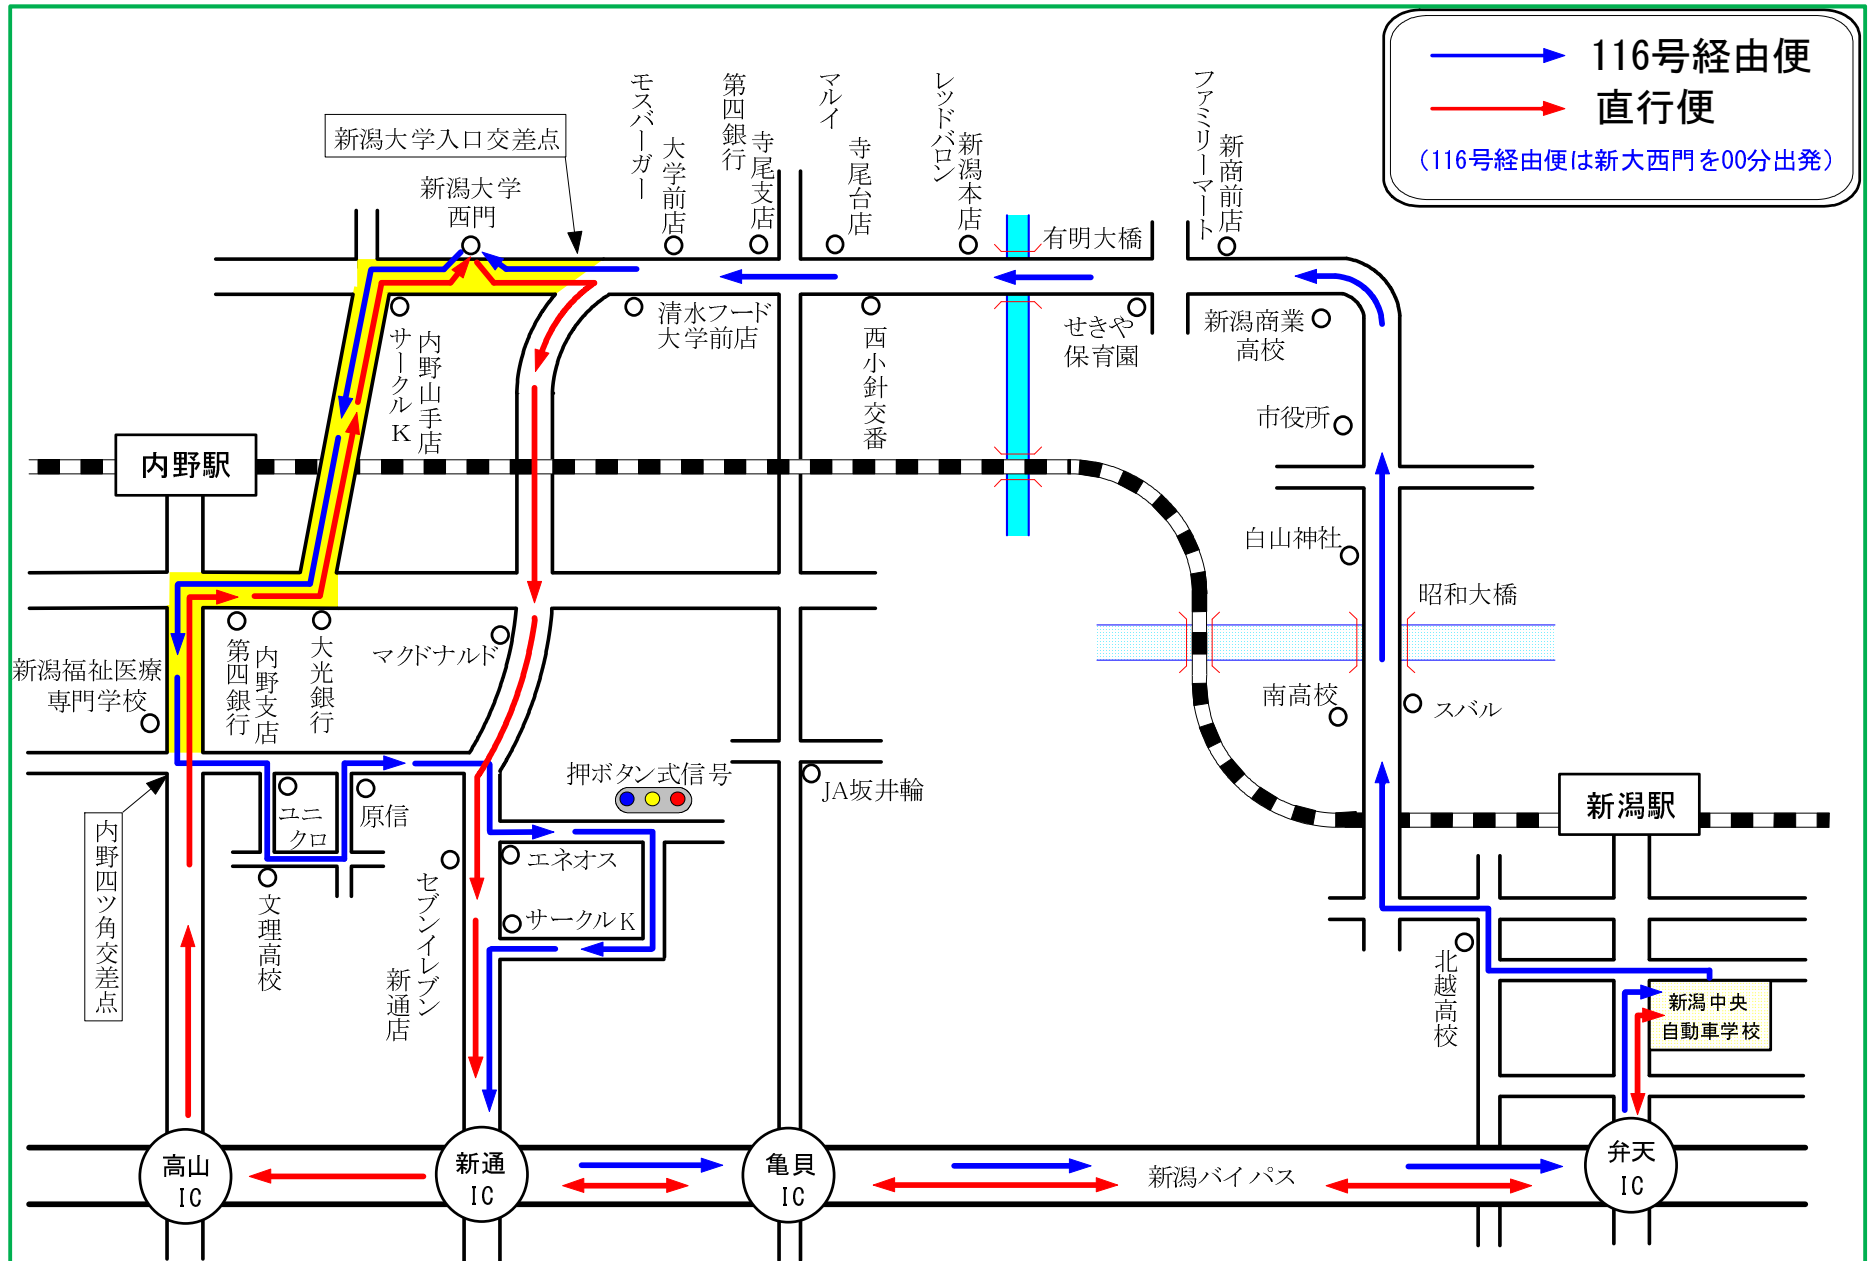 116号経由便
直行便
(116号経由便は新大西門を00分出発)
新潟大学入口交差点
新潟大学
西門
モスバーガー
大学前店
第四銀行
寺尾支店
マルイ
寺尾台店
レッドバロン
新潟本店
有明大橋
ファミリーマート
新商前店
サークルK
内野山手店
清水フード
大学前店
西小針交番
せきや
保育園
新潟商業
高校
市役所
内野駅
白山神社
昭和大橋
新潟福祉医療
専門学校
第四銀行
内野支店
大光銀行
マクドナルド
南高校
スバル
押ボタン式信号
JA坂井輪
新潟駅
ユニ
クロ
原信
内野四ツ角交差点
文理高校
セブンイレブン
新通店
エネオス
サークルK
北越高校
新潟中央
自動車学校
高山
IC
新通
IC
亀貝
IC
新潟バイパス
弁天
IC